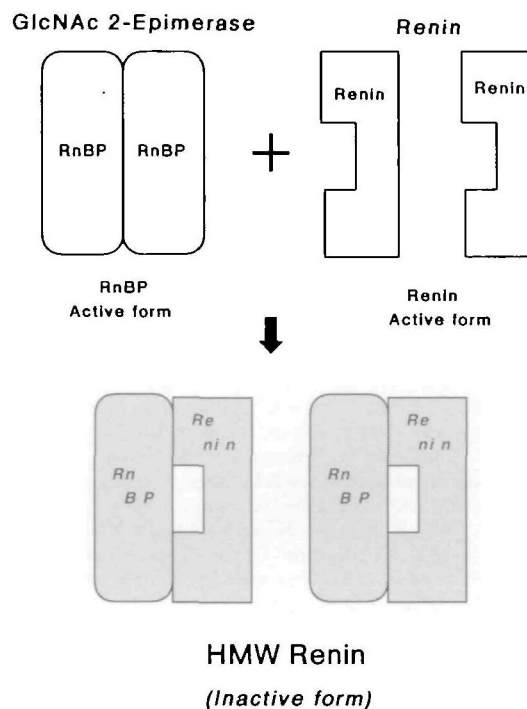 GlcNAc 2-Epimerase
Renin
RnBP RnBP
+
Renin
Renin
RnBP
Active form
Renin
Active form
Re
nin
Rn
BP
Re
nin
Rn
BP
HMW Renin
(Inactive form)